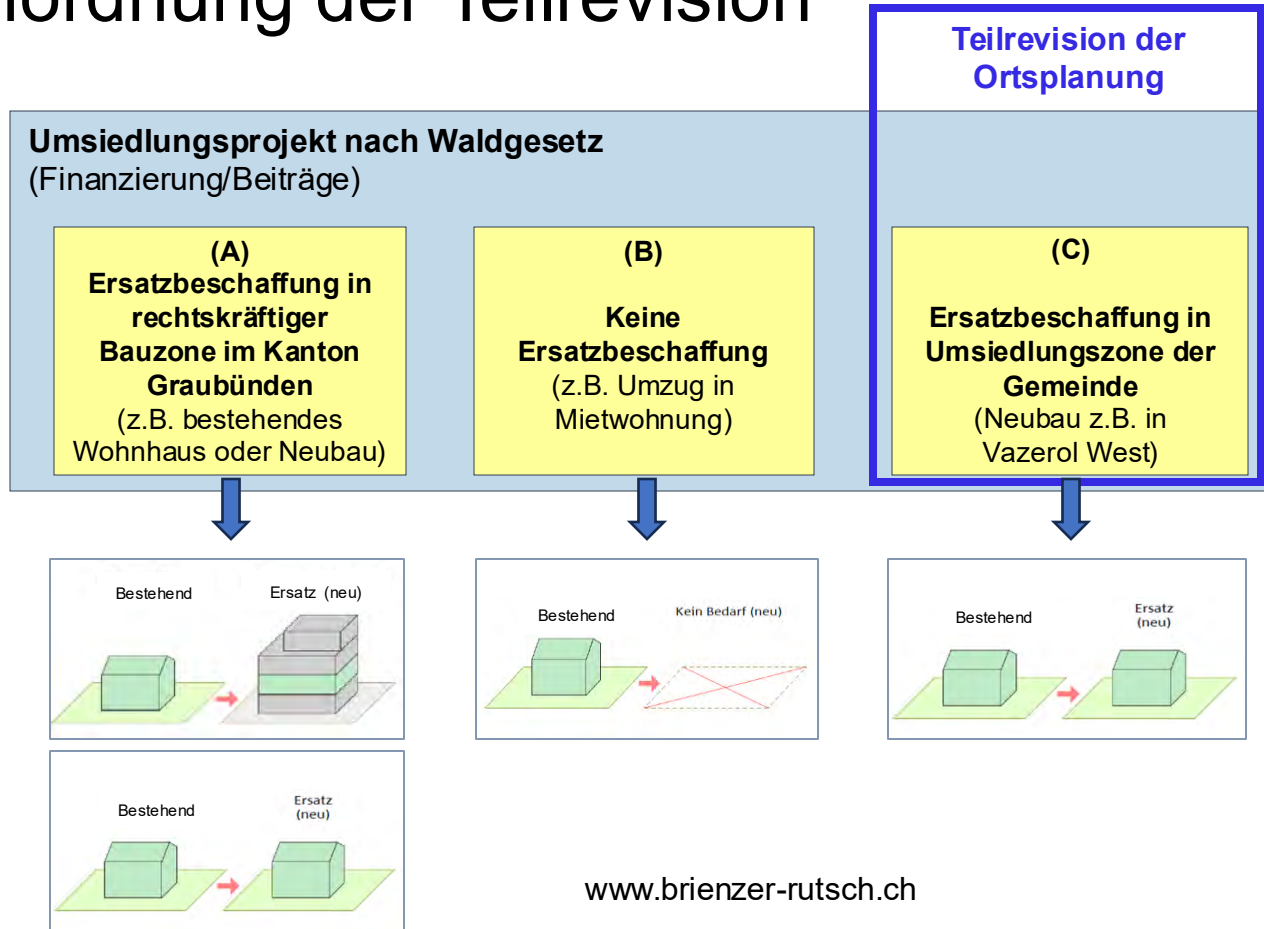 Teilrevision
Teilrevision der
Ortsplanung
Umsiedlungsprojekt nach Waldgesetz
(Finanzierung/Beiträge)
(A)
Ersatzbeschaffung in
rechtskräftiger
Bauzone im Kanton
Graubünden
(z.B. bestehendes
Wohnhaus oder Neubau)
(B)
Keine
Ersatzbeschaffung
(z.B. Umzug in
Mietwohnung)
(C)
Ersatzbeschaffung in
Umsiedlungszone der
Gemeinde
(Neubau z.B. in
Vazerol West)
Bestehend
Ersatz (neu)
Bestehend
Kein Bedarf (neu)
Bestehend
Ersatz
(neu)
Bestehend
Ersatz
(neu)
www.brienzer-rutsch.ch